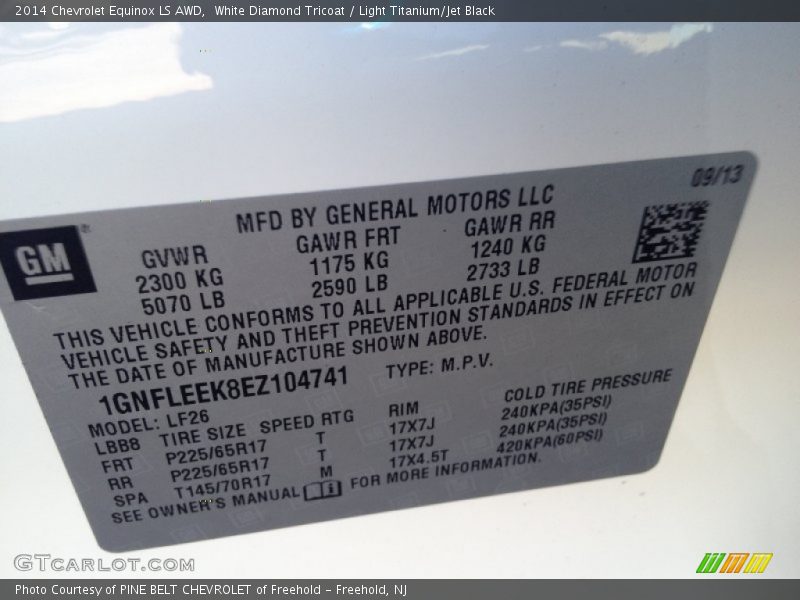 2014 Chevrolet Equinox LS AWD,  White Diamond Tricoat / Light Titanium/Jet Black
09/13
GM ®
MFD BY GENERAL MOTORS LLC
GVWR GAWR FRT GAWR RR
2300 KG 1175 KG 1240 KG
5070 LB 2590 LB 2733 LB
THIS VEHICLE CONFORMS TO ALL APPLICABLE U.S. FEDERAL MOTOR
VEHICLE SAFETY AND THEFT PREVENTION STANDARDS IN EFFECT ON
THE DATE OF MANUFACTURE SHOWN ABOVE.
1GNFLEEK8EZ104741 TYPE: M.P.V.
MODEL: LF26
LBB8 TIRE SIZE SPEED RTG RIM COLD TIRE PRESSURE
FRT P225/65R17 T 17X7J 240KPA(35PSI)
RR P225/65R17 T 17X7J 240KPA(35PSI)
SPA T145/70R17 M 17X4.5T 420KPA(60PSI)
SEE OWNER'S MANUAL FOR MORE INFORMATION.
GTCARLOT.COM
Photo Courtesy of PINE BELT CHEVROLET of Freehold – Freehold, NJ